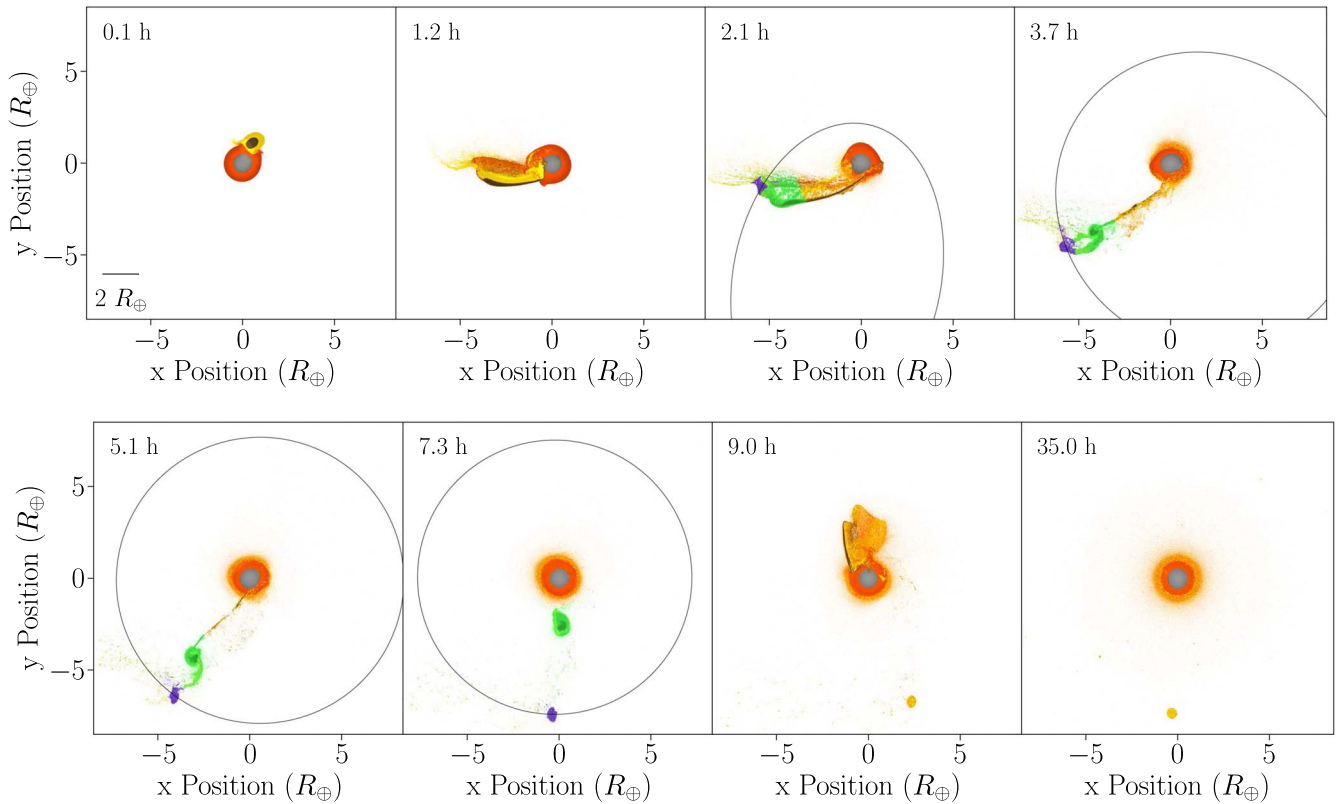 0.1 h
1.2 h
2.1 h
3.7 h
5
0
−5
y Position (R⊕)
2 R⊕
−5 0 5
−5 0 5
−5 0 5
−5 0 5
x Position (R⊕)
x Position (R⊕)
x Position (R⊕)
x Position (R⊕)
5.1 h
7.3 h
9.0 h
35.0 h
5
0
−5
y Position (R⊕)
−5 0 5
−5 0 5
−5 0 5
−5 0 5
x Position (R⊕)
x Position (R⊕)
x Position (R⊕)
x Position (R⊕)